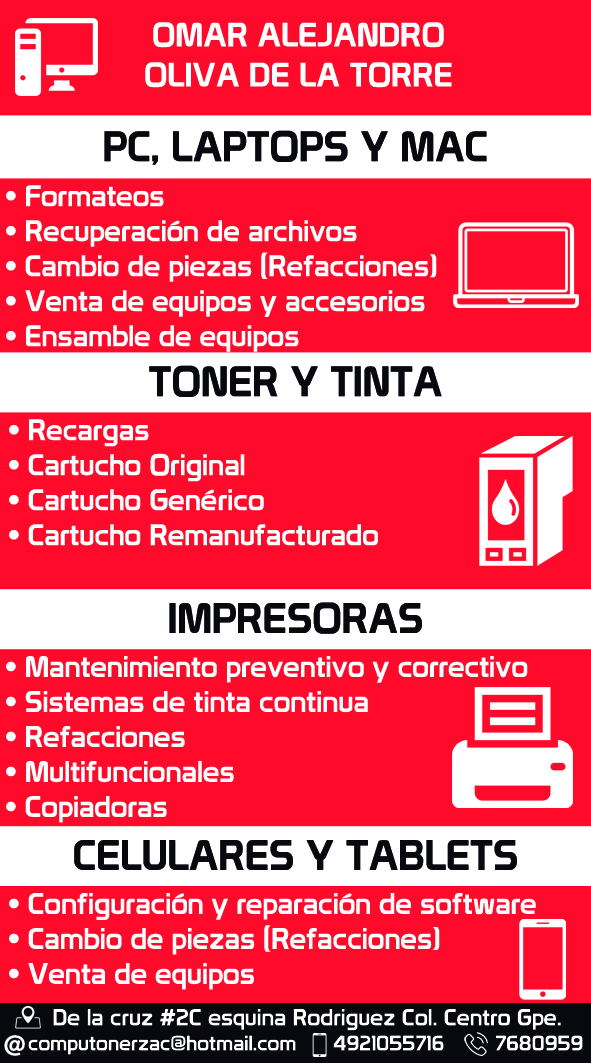 OMAR ALEJANDRO
OLIVA DE LA TORRE
PC, LAPTOPS Y MAC
• Formateos
• Recuperación de archivos
• Cambio de piezas (Refacciones)
• Venta de equipos y accesorios
• Ensamble de equipos
TONER Y TINTA
• Recargas
• Cartucho Original
• Cartucho Genérico
• Cartucho Remanufacturado
IMPRESORAS
• Mantenimiento preventivo y correctivo
• Sistemas de tinta continua
• Refacciones
• Multifuncionales
• Copiadoras
CELULARES Y TABLETS
• Configuración y reparación de software
• Cambio de piezas (Refacciones)
• Venta de equipos
De la cruz #2C esquina Rodriguez Col. Centro Gpe.
@computonerzac@hotmail.com 4921055716 7680959